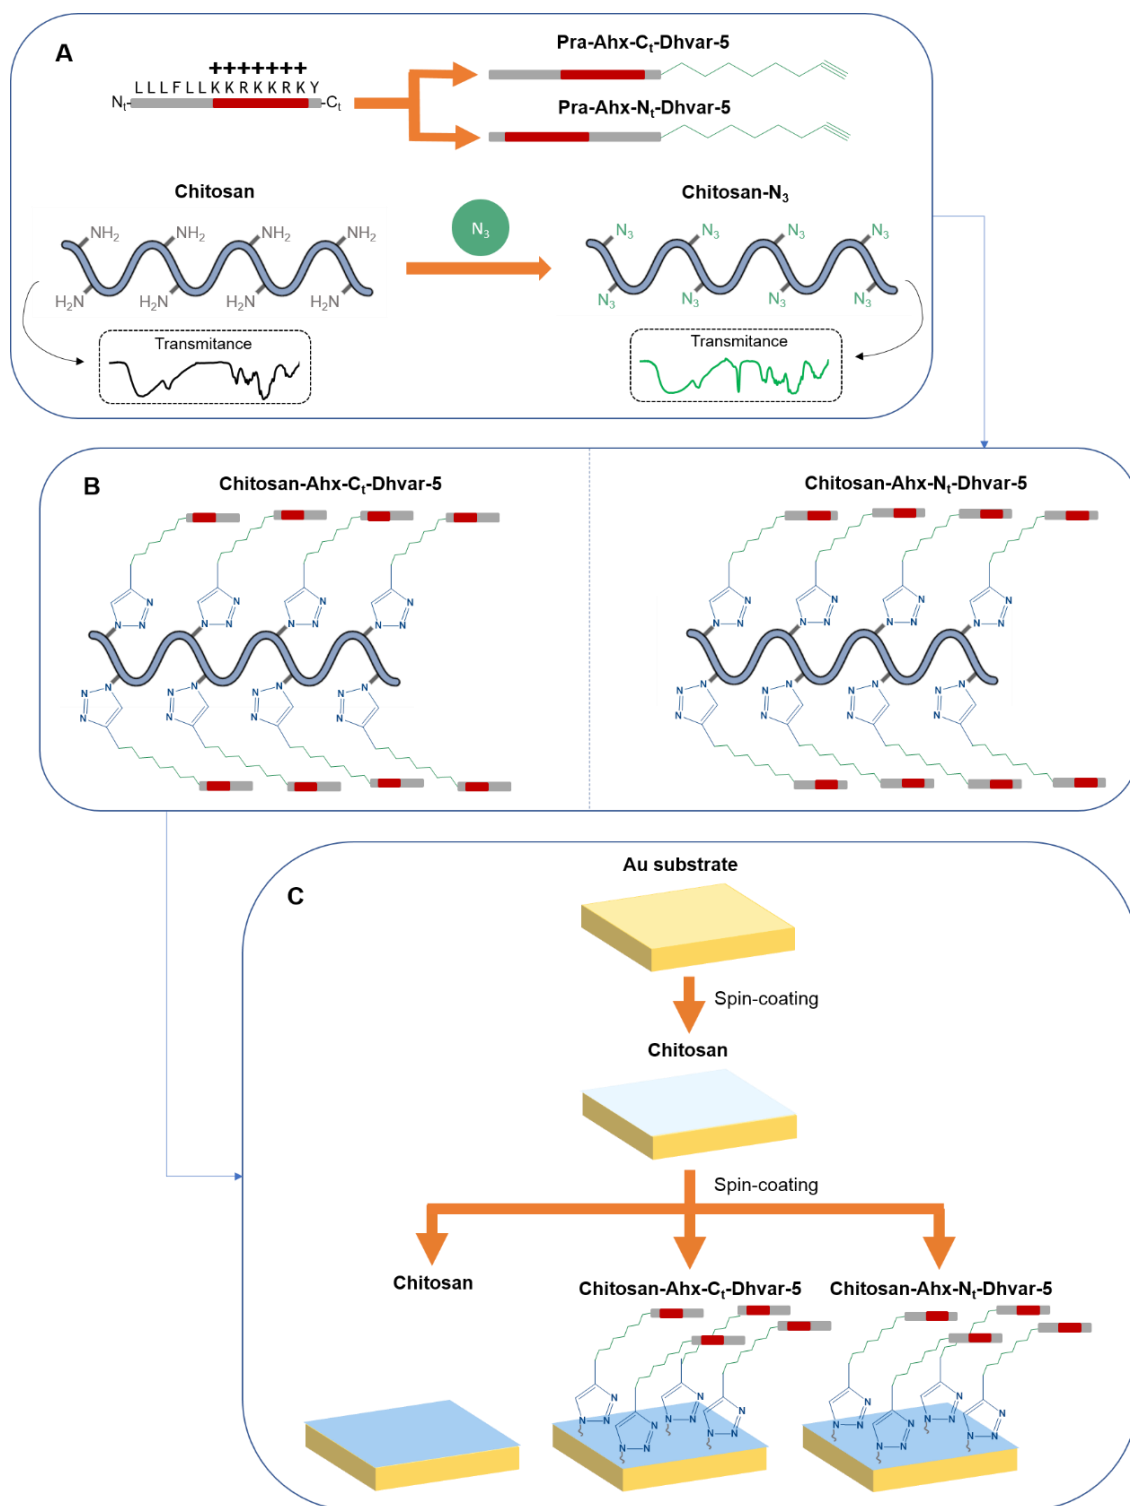 A
+++++++
LLLFLLKKRKKRKY
Nt- -Ct
Pra-Ahx-Ct-Dhvar-5
Pra-Ahx-Nt-Dhvar-5
Chitosan
NH2 NH2 NH2 NH2
H2N H2N H2N H2N
N3
Chitosan-N3
N3 N3 N3 N3
N3 N3 N3 N3
Transmitance
Transmitance
B
Chitosan-Ahx-Ct-Dhvar-5
Chitosan-Ahx-Nt-Dhvar-5
N N N N N N N N
N N N N N N N N
N N N N N N N N
N N N N N N N N
N N N N N N N N
N N N N N N N N
C
Au substrate
Spin-coating
Chitosan
Spin-coating
Chitosan
Chitosan-Ahx-Ct-Dhvar-5
Chitosan-Ahx-Nt-Dhvar-5
N N N N N N N N
N N N N N N N N
N N N N N N N N